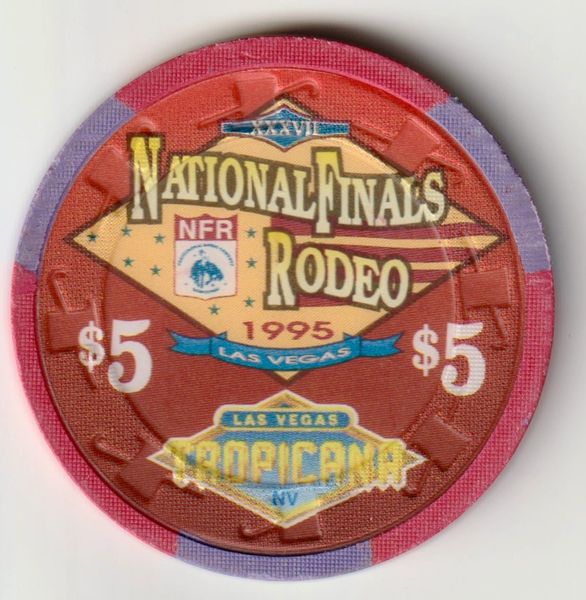 XXXVII
NATIONAL FINALS
NFR
RODEO
1995
LAS VEGAS
$5 $5
LAS VEGAS
TROPICANA
NV